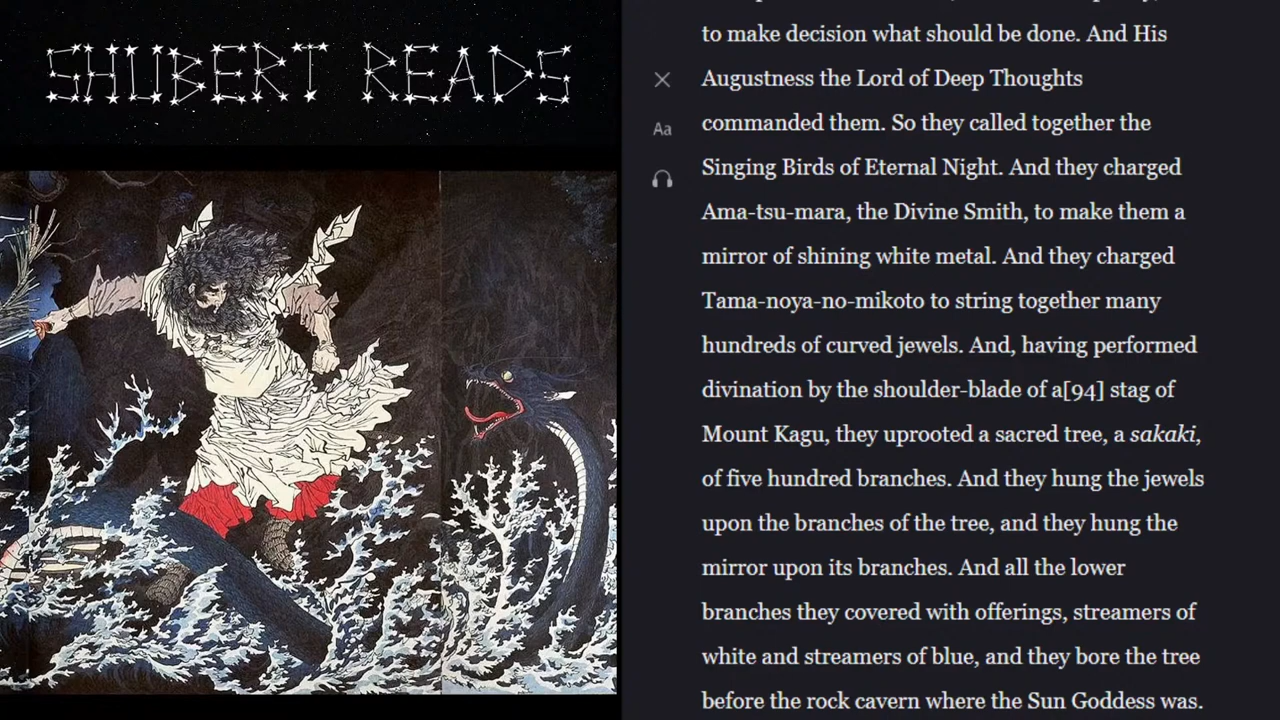 SHUBERT READS
to make decision what should be done. And His
Augustness the Lord of Deep Thoughts
commanded them. So they called together the
Aa
Singing Birds of Eternal Night. And they charged
Ama-tsu-mara, the Divine Smith, to make them a
mirror of shining white metal. And they charged
Tama-noya-no-mikoto to string together many
hundreds of curved jewels. And, having performed
divination by the shoulder-blade of a[94] stag of
Mount Kagu, they uprooted a sacred tree, a sakaki,
of five hundred branches. And they hung the jewels
upon the branches of the tree, and they hung the
mirror upon its branches. And all the lower
branches they covered with offerings, streamers of
white and streamers of blue, and they bore the tree
before the rock cavern where the Sun Goddess was.